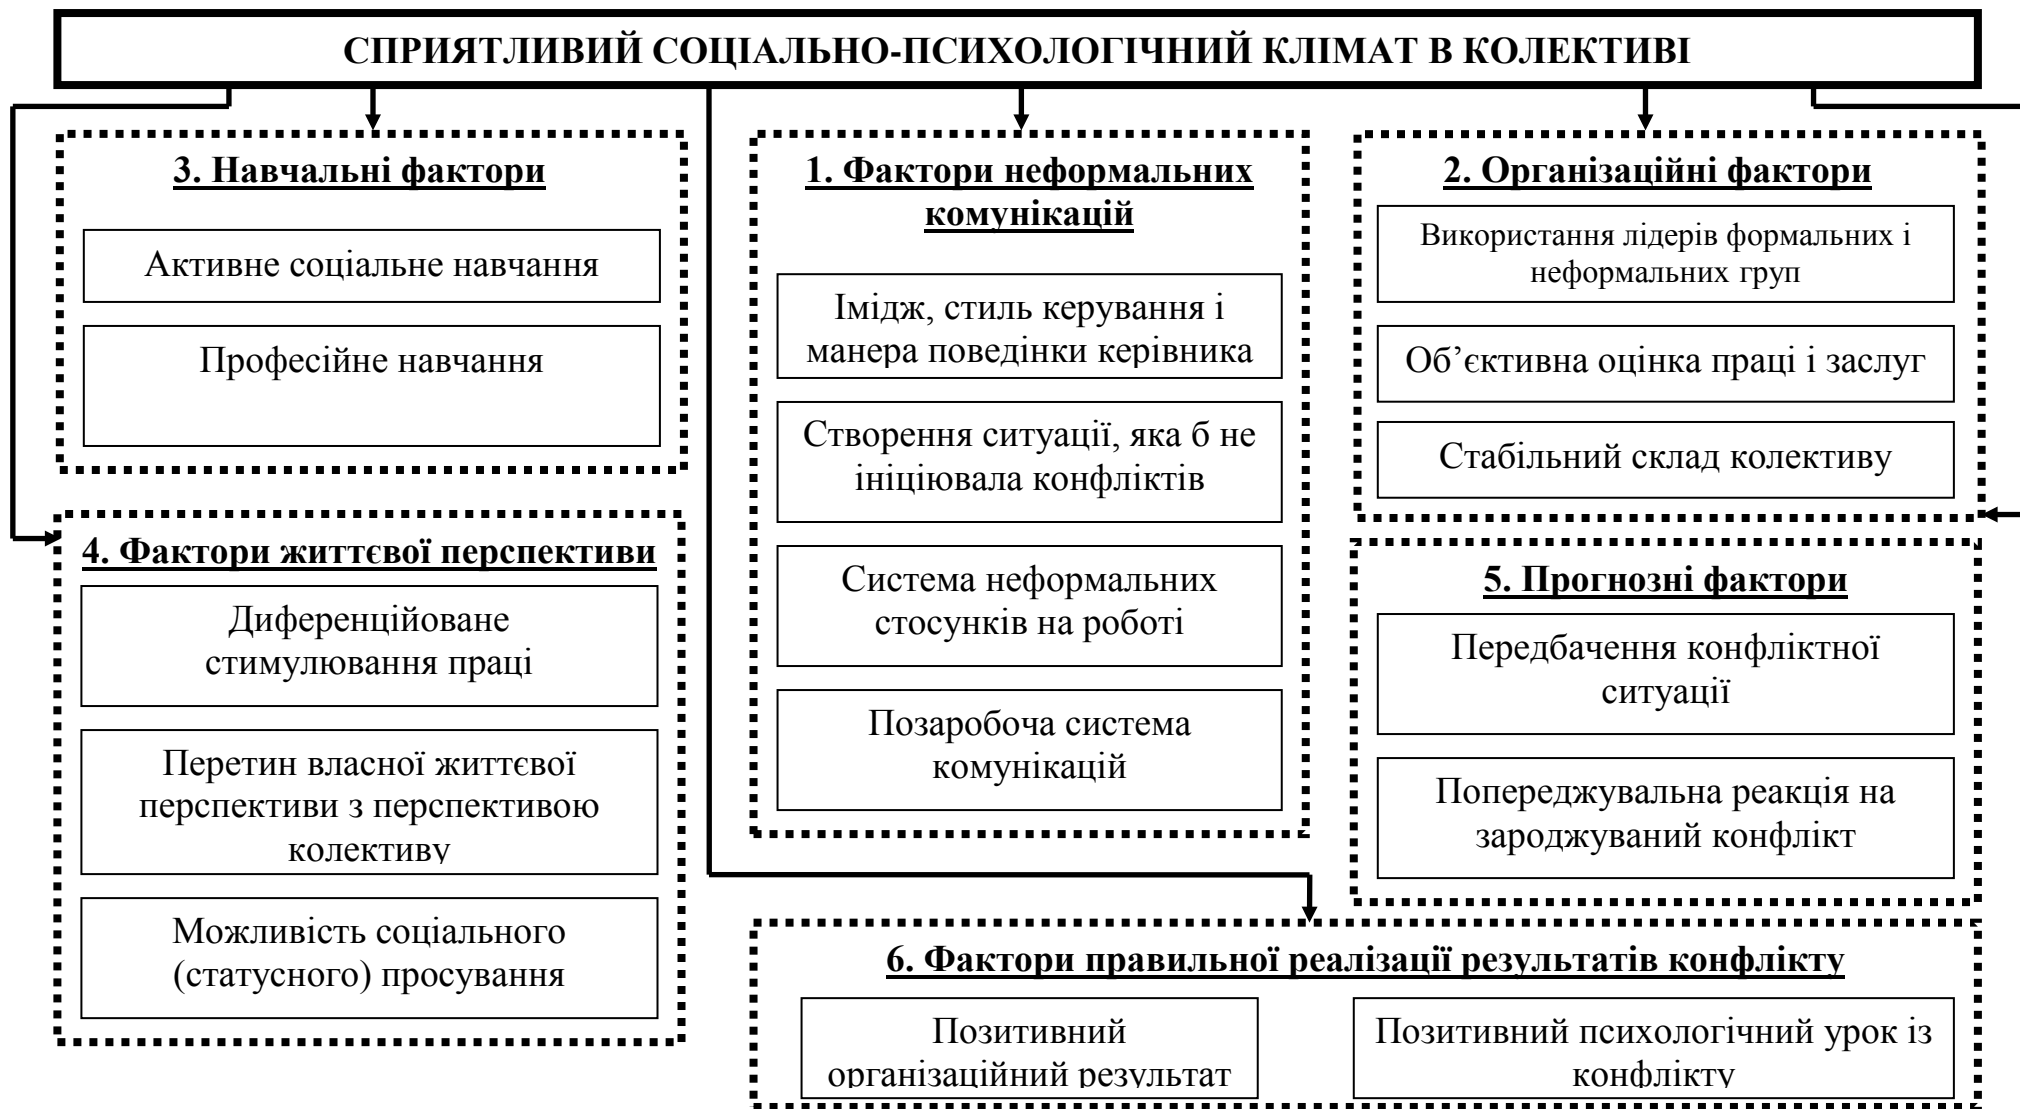 СПРИЯТЛИВИЙ СОЦІАЛЬНО-ПСИХОЛОГІЧНИЙ КЛІМАТ В КОЛЕКТИВІ
3. Навчальні фактори
Активне соціальне навчання
Професійне навчання
1. Фактори неформальних
комунікацій
Імідж, стиль керування і
манера поведінки керівника
Створення ситуації, яка б не
ініціювала конфліктів
Система неформальних
стосунків на роботі
Позаробоча система
комунікацій
2. Організаційні фактори
Використання лідерів формальних і
неформальних груп
Об’єктивна оцінка праці і заслуг
Стабільний склад колективу
4. Фактори життєвої перспективи
Диференційоване
стимулювання праці
Перетин власної життєвої
перспективи з перспективою
колективу
Можливість соціального
(статусного) просування
5. Прогнозні фактори
Передбачення конфліктної
ситуації
Попереджувальна реакція на
зароджуваний конфлікт
6. Фактори правильної реалізації результатів конфлікту
Позитивний
організаційний результат
Позитивний психологічний урок із
конфлікту